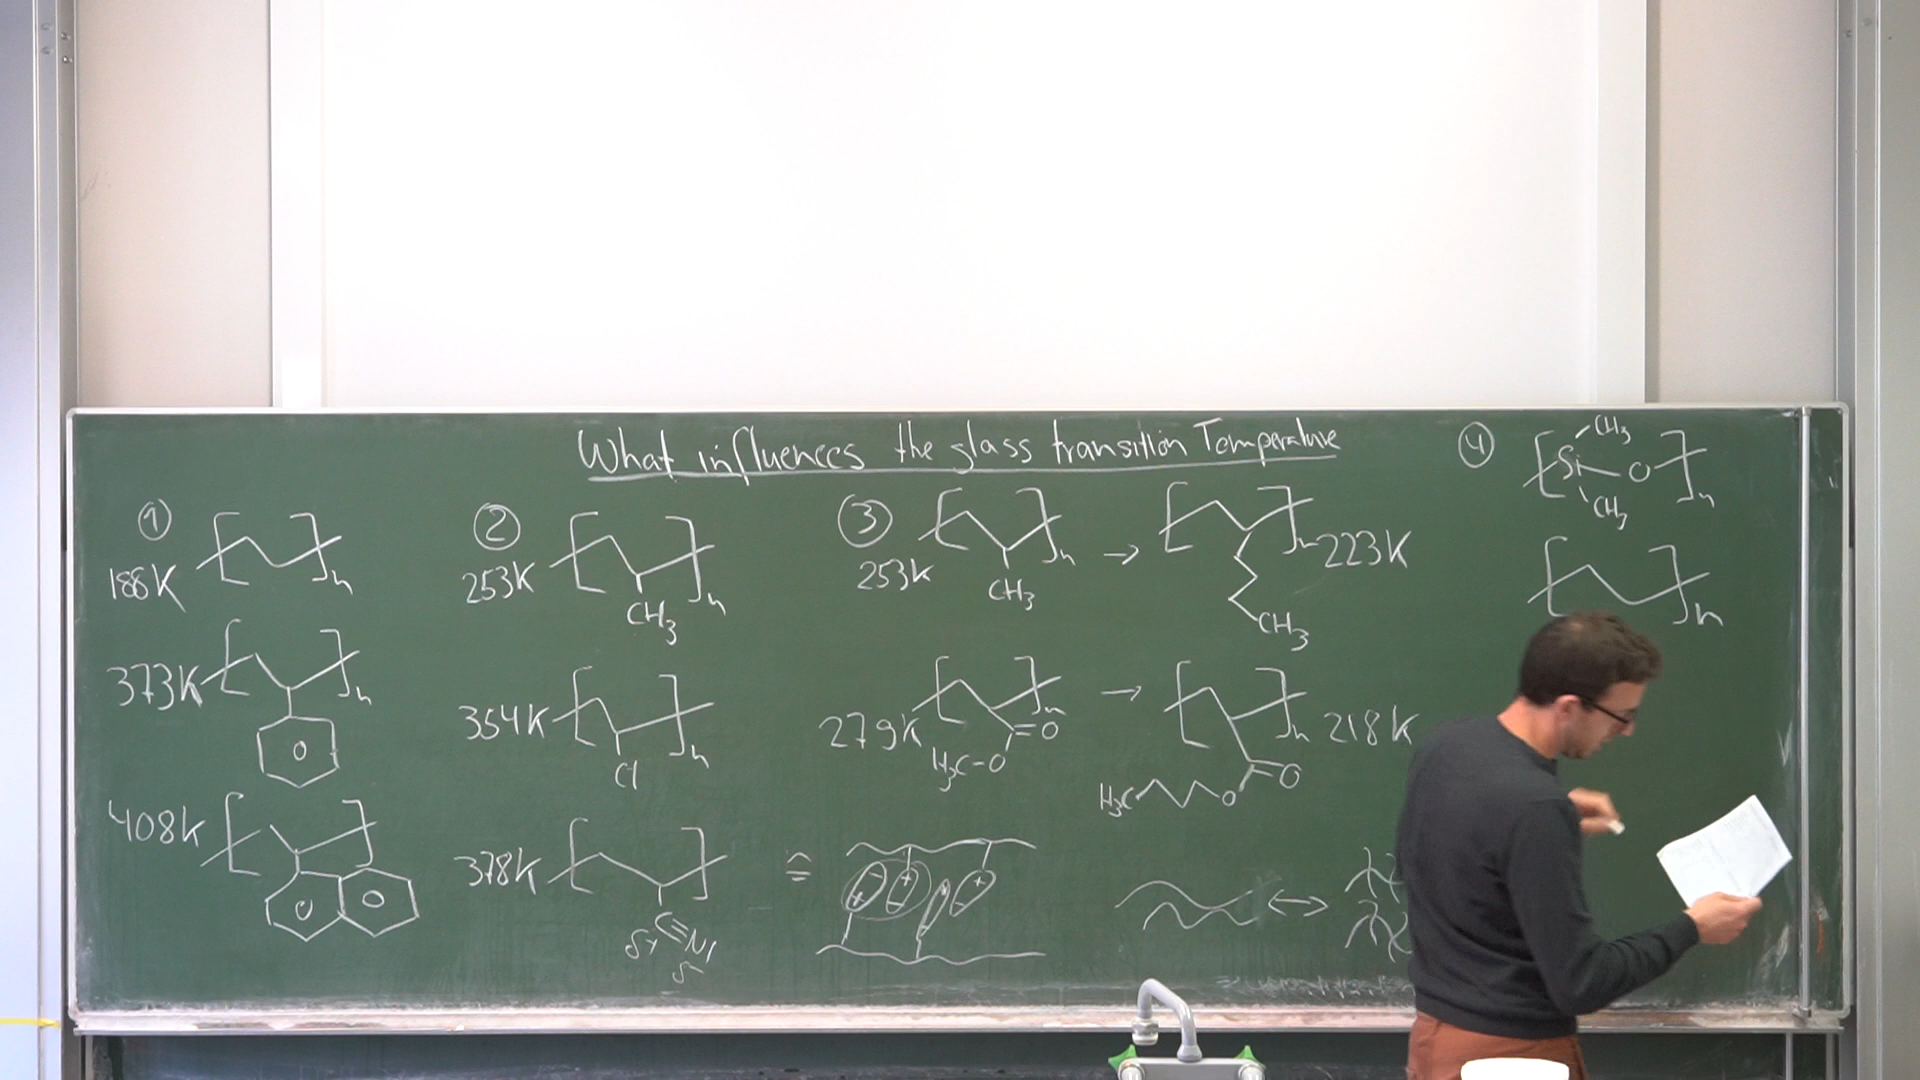 What influences the glass transition Temperature
①
188K
n
373K
n
408K
②
253K
n
CH3
354K
n
Cl
378K
C≡N
δ+
δ-
≙
- + + - +
③
253K
n
CH3
→
n
223K
CH3
279K
n
=O
H3C-O
→
n
218K
O
H3C
O
↔
④
CH3
Si-O
n
CH3
n